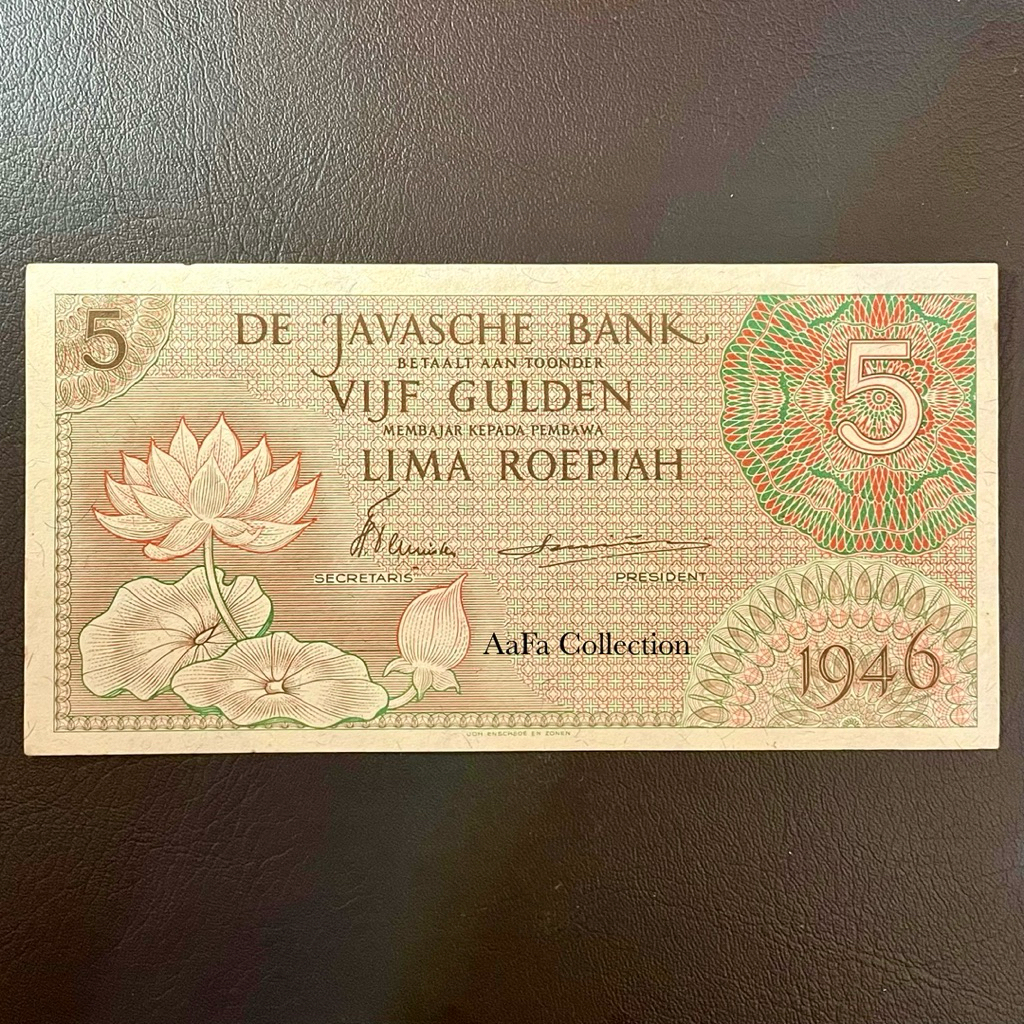 5
DE JAVASCHE BANK
BETAALT AAN TOONDER
VIJF GULDEN
MEMBAJAR KEPADA PEMBAWA
LIMA ROEPIAH
5
SECRETARIS
PRESIDENT
AaFa Collection
1946
JOH. ENSCHEDÉ EN ZONEN